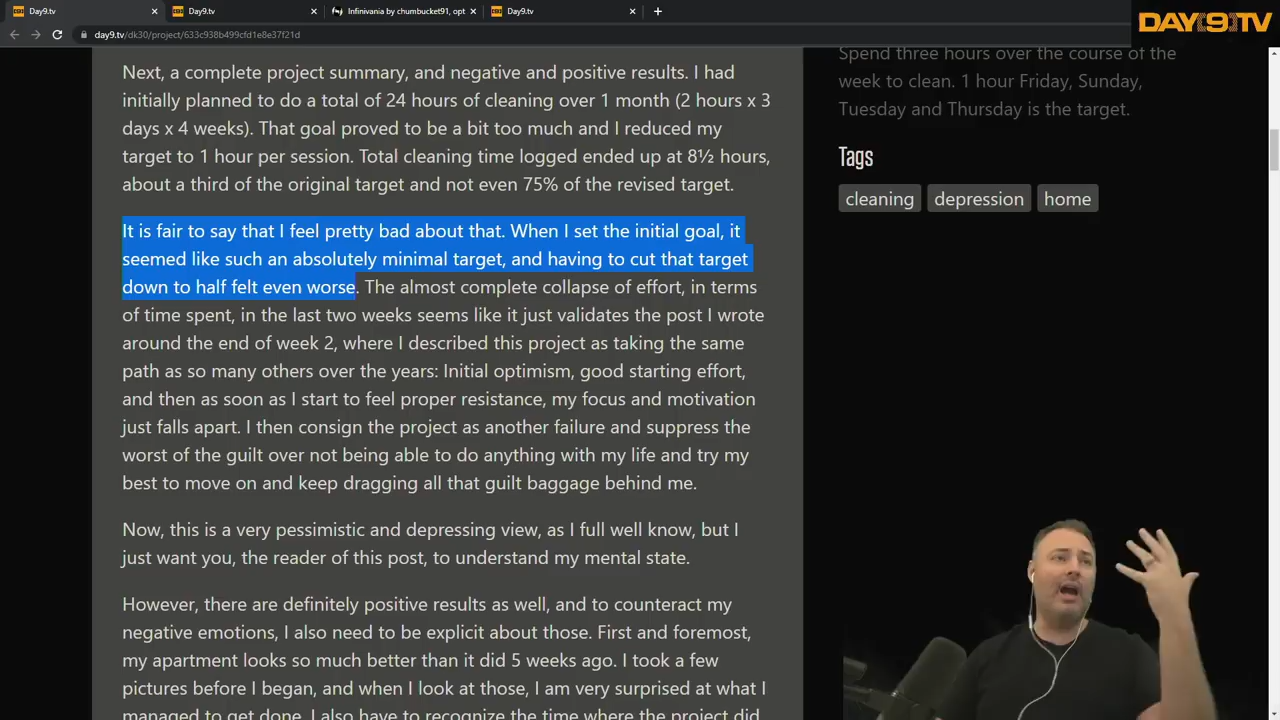 Day9.tv
Day9.tv
Infinivania by chumbucket91, opt
Day9.tv
DAY9.TV
day9.tv/dk30/project/633c938b499cfd1e8e37f21d
Next, a complete project summary, and negative and positive results. I had
initially planned to do a total of 24 hours of cleaning over 1 month (2 hours x 3
days x 4 weeks). That goal proved to be a bit too much and I reduced my
target to 1 hour per session. Total cleaning time logged ended up at 8½ hours,
about a third of the original target and not even 75% of the revised target.
It is fair to say that I feel pretty bad about that. When I set the initial goal, it
seemed like such an absolutely minimal target, and having to cut that target
down to half felt even worse. The almost complete collapse of effort, in terms
of time spent, in the last two weeks seems like it just validates the post I wrote
around the end of week 2, where I described this project as taking the same
path as so many others over the years: Initial optimism, good starting effort,
and then as soon as I start to feel proper resistance, my focus and motivation
just falls apart. I then consign the project as another failure and suppress the
worst of the guilt over not being able to do anything with my life and try my
best to move on and keep dragging all that guilt baggage behind me.
Now, this is a very pessimistic and depressing view, as I full well know, but I
just want you, the reader of this post, to understand my mental state.
However, there are definitely positive results as well, and to counteract my
negative emotions, I also need to be explicit about those. First and foremost,
my apartment looks so much better than it did 5 weeks ago. I took a few
pictures before I began, and when I look at those, I am very surprised at what I
managed to get done. I also have to recognize the time where the project did
Spend three hours over the course of the
week to clean. 1 hour Friday, Sunday,
Tuesday and Thursday is the target.
Tags
cleaning
depression
home